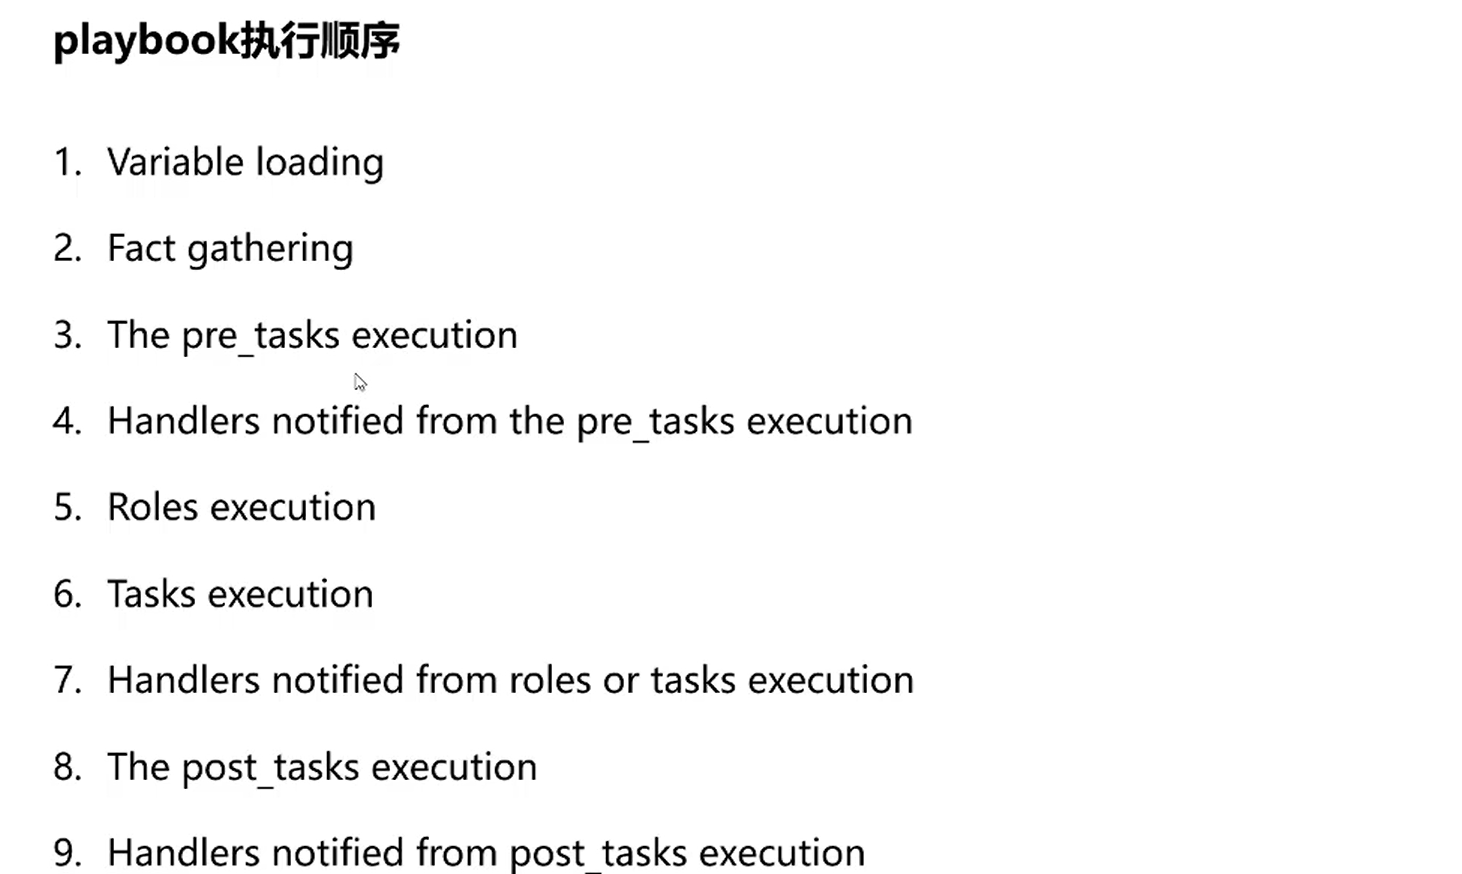 playbook执行顺序
1. Variable loading
2. Fact gathering
3. The pre_tasks execution
4. Handlers notified from the pre_tasks execution
5. Roles execution
6. Tasks execution
7. Handlers notified from roles or tasks execution
8. The post_tasks execution
9. Handlers notified from post_tasks execution